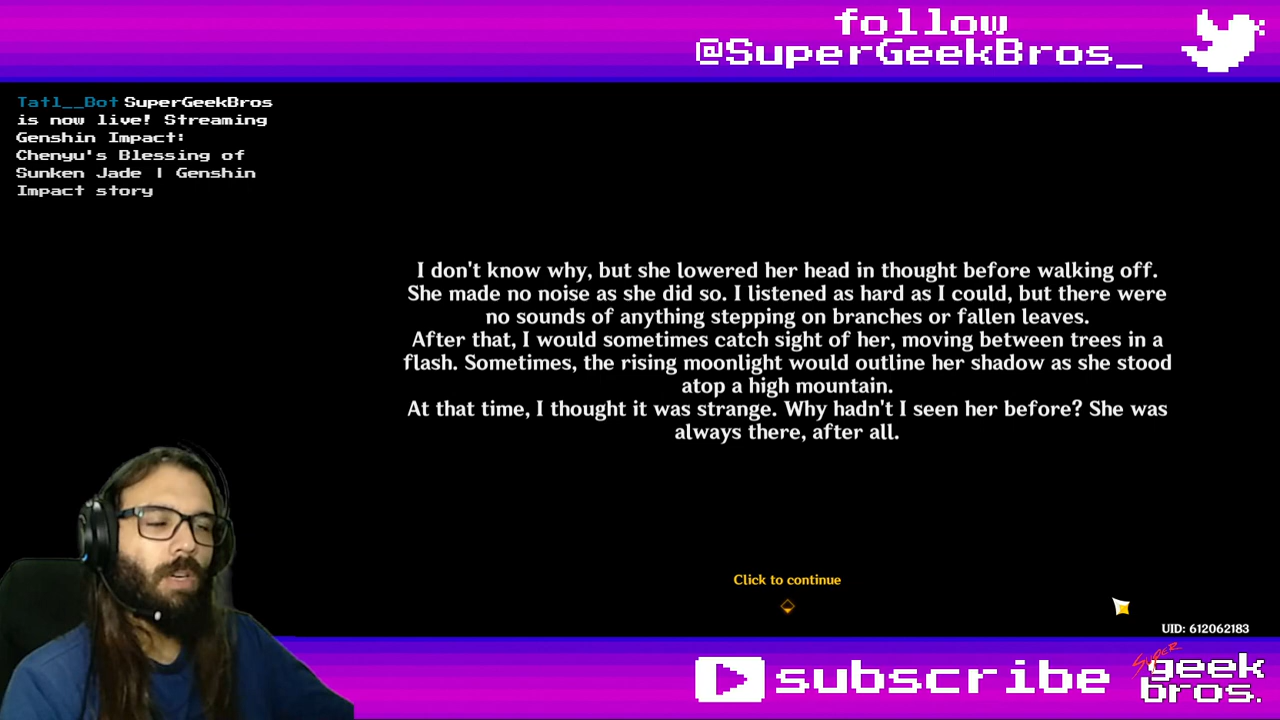 follow
@SuperGeekBros_
Tatl__Bot SuperGeekBros
is now live! Streaming
Genshin Impact:
Chenyu's Blessing of
Sunken Jade | Genshin
Impact story
I don't know why, but she lowered her head in thought before walking off.
She made no noise as she did so. I listened as hard as I could, but there were
no sounds of anything stepping on branches or fallen leaves.
After that, I would sometimes catch sight of her, moving between trees in a
flash. Sometimes, the rising moonlight would outline her shadow as she stood
atop a high mountain.
At that time, I thought it was strange. Why hadn't I seen her before? She was
always there, after all.
Click to continue
UID: 612062183
subscribe
SUPER
geek
bros.